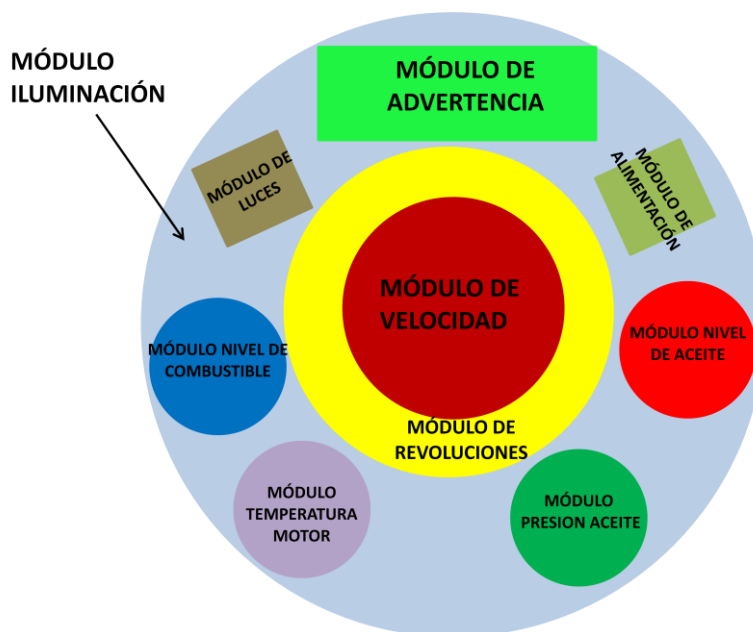 MÓDULO
ILUMINACIÓN
MÓDULO DE
ADVERTENCIA
MÓDULO DE
LUCES
MÓDULO DE
ALIMENTACIÓN
MÓDULO DE
VELOCIDAD
MÓDULO NIVEL DE
COMBUSTIBLE
MÓDULO NIVEL
DE ACEITE
MÓDULO DE
REVOLUCIONES
MÓDULO
TEMPERATURA
MOTOR
MÓDULO
PRESION ACEITE